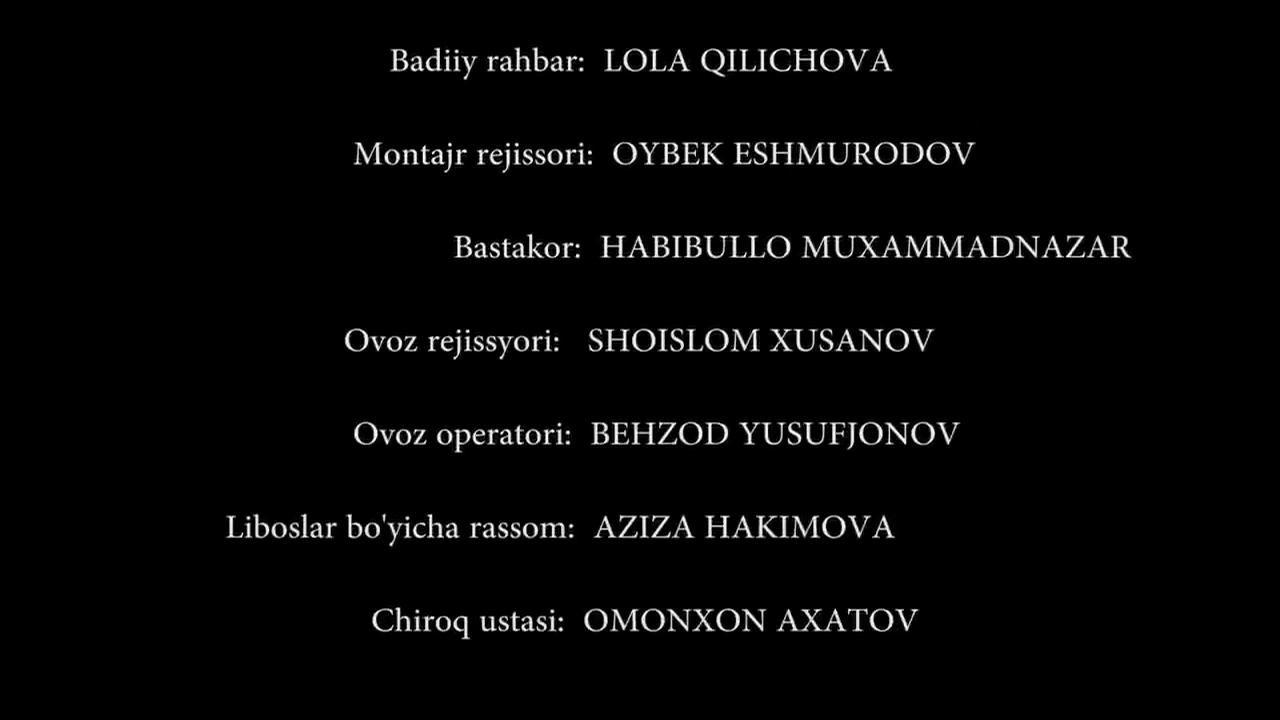 Badiiy rahbar: LOLA QILICHOVA
Montajr rejissori: OYBEK ESHMURODOV
Bastakor: HABIBULLO MUXAMMADNAZAR
Ovoz rejissyori: SHOISLOM XUSANOV
Ovoz operatori: BEHZOD YUSUFJONOV
Liboslar bo'yicha rassom: AZIZA HAKIMOVA
Chiroq ustasi: OMONXON AXATOV